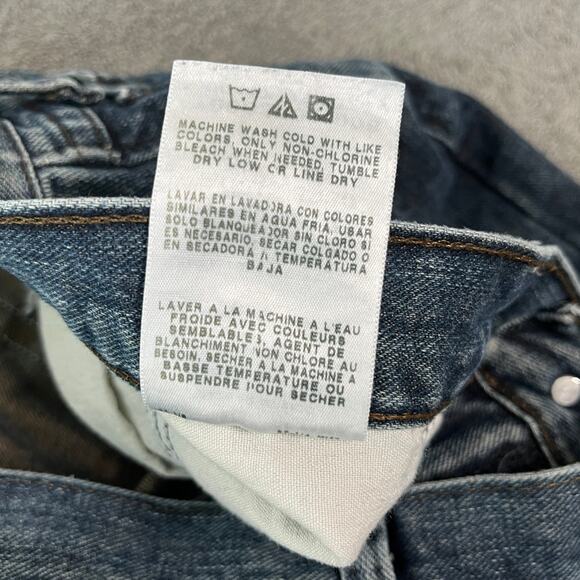 MACHINE WASH COLD WITH LIKE
COLORS, ONLY NON-CHLORINE
BLEACH WHEN NEEDED, TUMBLE
DRY LOW OR LINE DRY
LAVAR EN LAVADORA CON COLORES
SIMILARES EN AGUA FRIA, USAR
SOLO BLANQUEADOR SIN CLORO SI
ES NECESARIO, SECAR COLGADO O
EN SECADORA A TEMPERATURA
BAJA
LAVER A LA MACHINE A L'EAU
FROIDE AVEC COULEURS
SEMBLABLES, AGENT DE
BLANCHIMENT NON CHLORE AU
BESOIN, SECHER A LA MACHINE A
BASSE TEMPERATURE OU
SUSPENDRE POUR SECHER